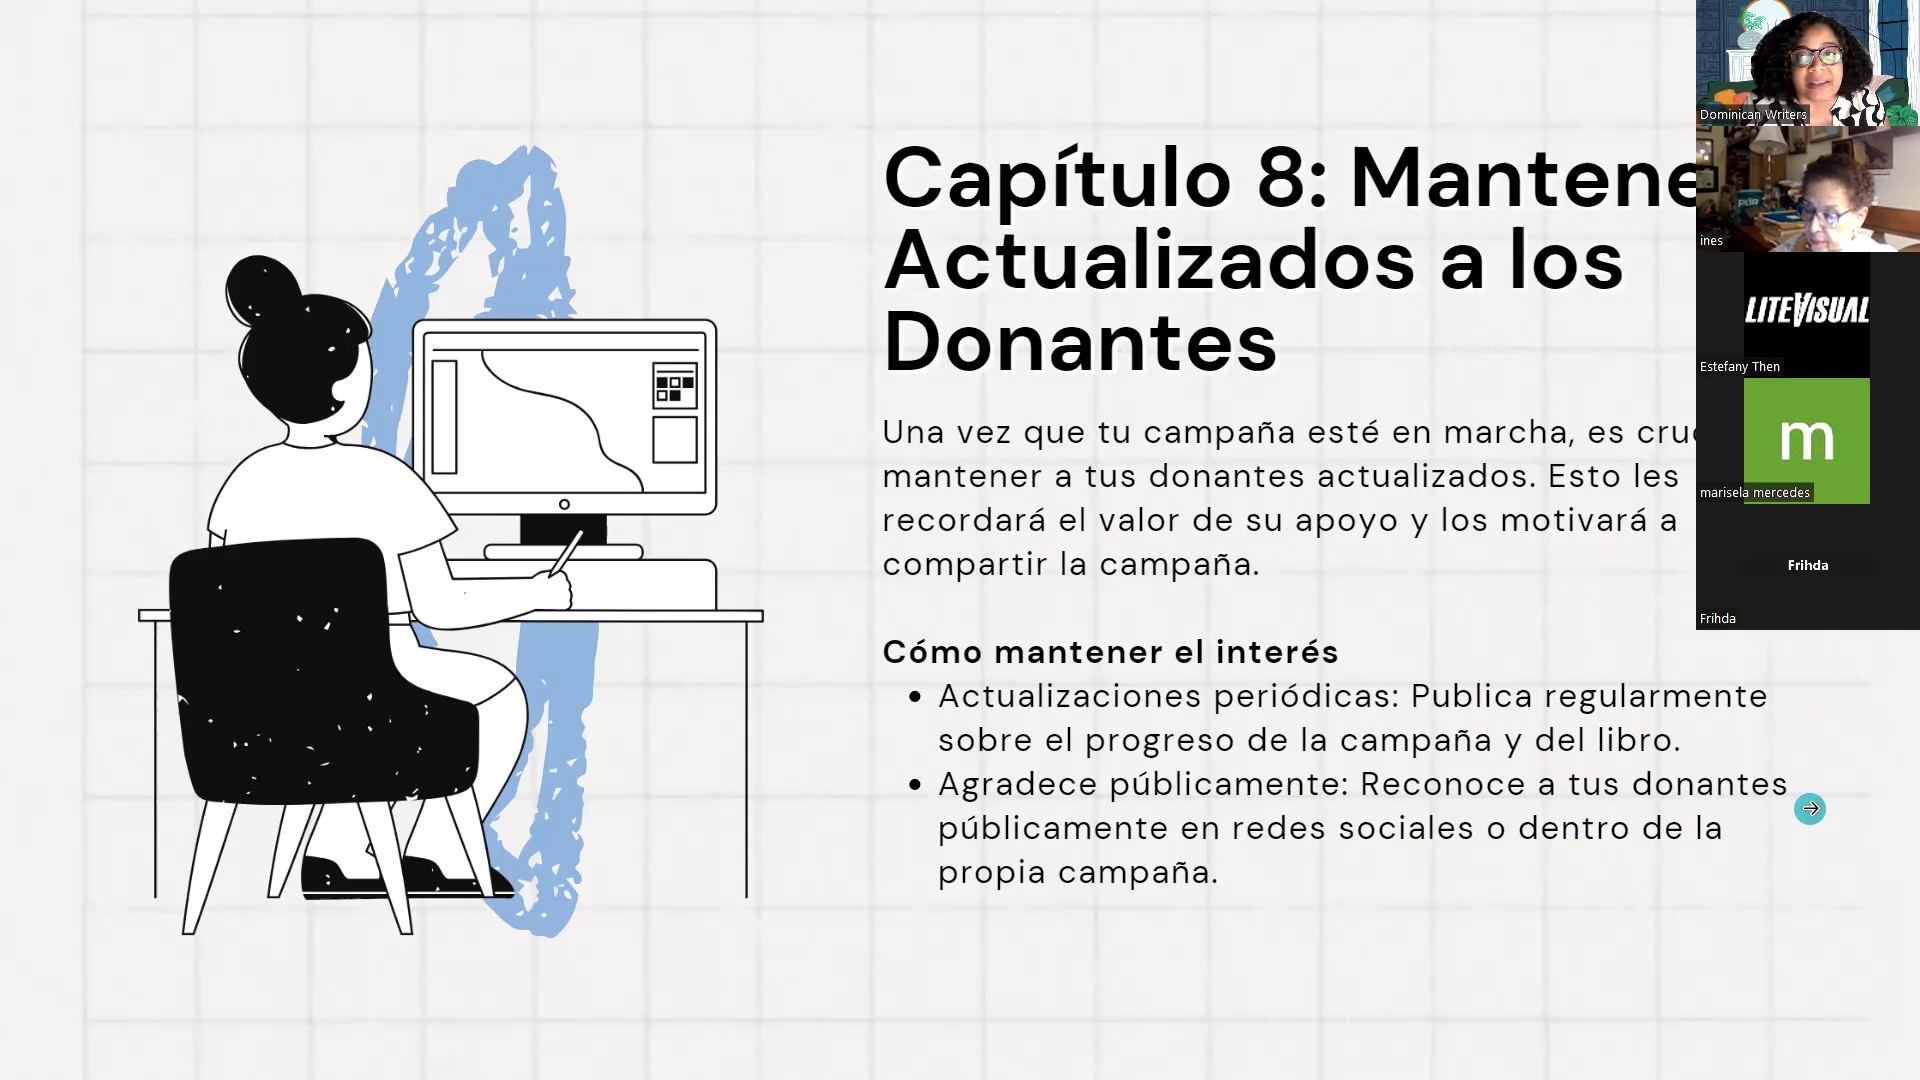 Capítulo 8: Mantene
Actualizados a los
Donantes
Una vez que tu campaña esté en marcha, es cruc
mantener a tus donantes actualizados. Esto les
recordará el valor de su apoyo y los motivará a
compartir la campaña.
Cómo mantener el interés
• Actualizaciones periódicas: Publica regularmente
sobre el progreso de la campaña y del libro.
• Agradece públicamente: Reconoce a tus donantes
públicamente en redes sociales o dentro de la
propia campaña.
Dominican Writers
ines
LITEVISUAL
Estefany Then
m
marisela mercedes
Frihda
Frihda